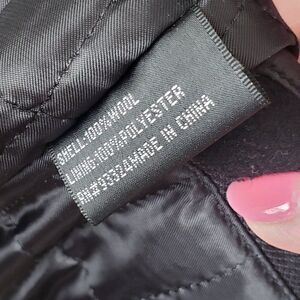 SHELL:100%WOOL
LINING:100%POLYESTER
RN#93324MADE IN CHINA